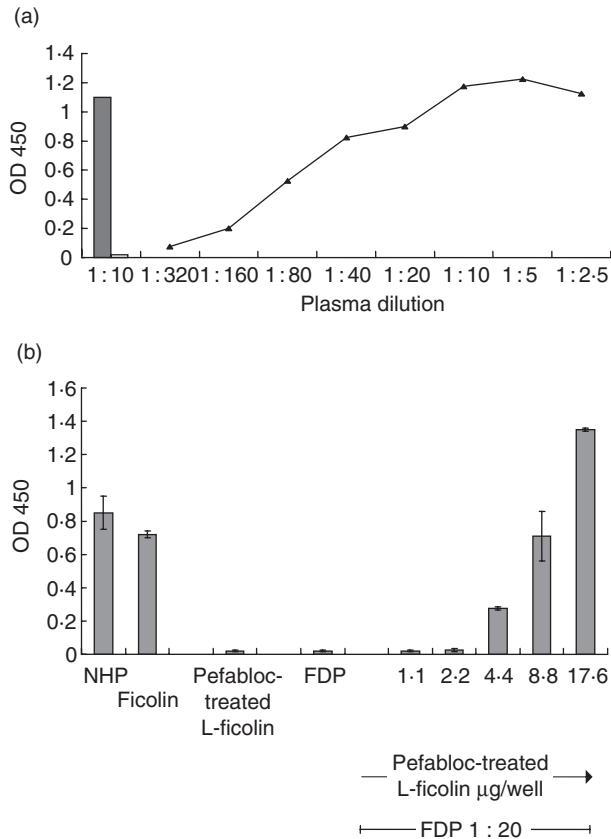 (a)
1·4
1·2
1
0·8
0·6
0·4
0·2
0
OD 450
1 : 10 1 : 320 1 : 160 1 : 80 1 : 40 1 : 20 1 : 10 1 : 5 1 : 2·5
Plasma dilution
(b)
1·6
1·4
1·2
1
0·8
0·6
0·4
0·2
0
OD 450
NHP Ficolin Pefabloc-treated L-ficolin FDP 1·1 2·2 4·4 8·8 17·6
Pefabloc-treated
L-ficolin μg/well
FDP 1 : 20